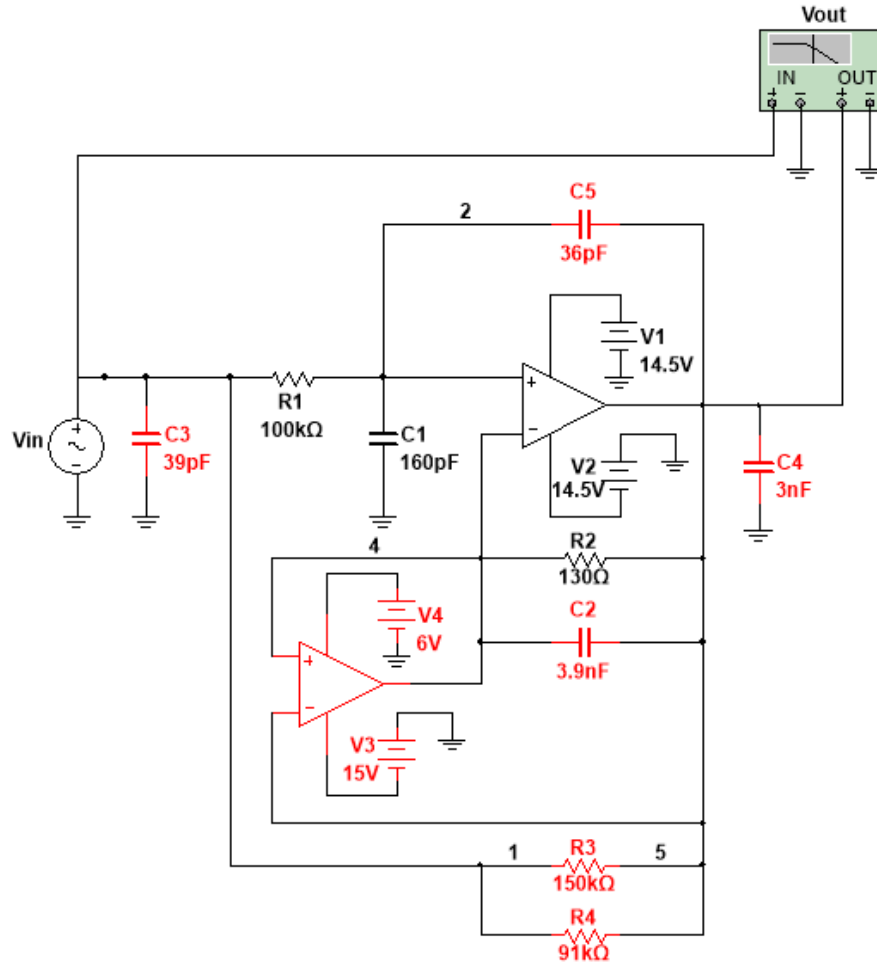 Vout
IN OUT
+ − + −
C5
2
36pF
V1
14.5V
+
R1
100kΩ
+
−
Vin
+
−
C3
39pF
C1
160pF
V2
14.5V
C4
3nF
4
R2
130Ω
V4
6V
C2
3.9nF
+
−
V3
15V
1
R3
5
150kΩ
R4
91kΩ